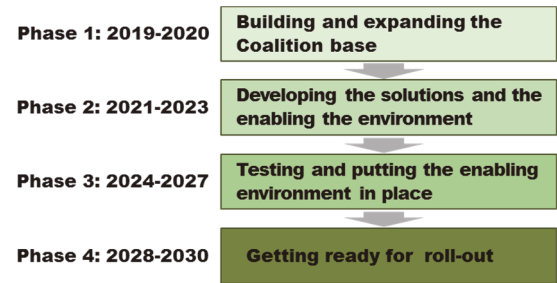 Phase 1: 2019-2020
Building and expanding the
Coalition base
Phase 2: 2021-2023
Developing the solutions and the
enabling the environment
Phase 3: 2024-2027
Testing and putting the enabling
environment in place
Phase 4: 2028-2030
Getting ready for roll-out